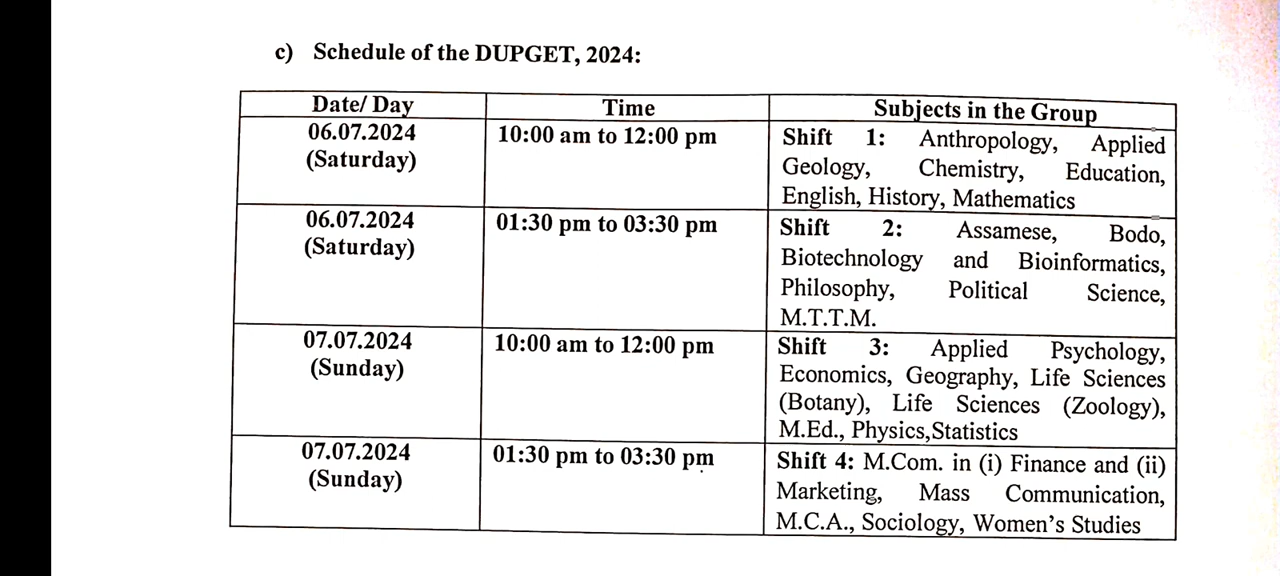 c) Schedule of the DUPGET, 2024:
Date/ Day Time Subjects in the Group
06.07.2024
(Saturday)
10:00 am to 12:00 pm
Shift 1: Anthropology, Applied
Geology, Chemistry, Education,
English, History, Mathematics
06.07.2024
(Saturday)
01:30 pm to 03:30 pm
Shift 2: Assamese, Bodo,
Biotechnology and Bioinformatics,
Philosophy, Political Science,
M.T.T.M.
07.07.2024
(Sunday)
10:00 am to 12:00 pm
Shift 3: Applied Psychology,
Economics, Geography, Life Sciences
(Botany), Life Sciences (Zoology),
M.Ed., Physics,Statistics
07.07.2024
(Sunday)
01:30 pm to 03:30 pm
Shift 4: M.Com. in (i) Finance and (ii)
Marketing, Mass Communication,
M.C.A., Sociology, Women’s Studies